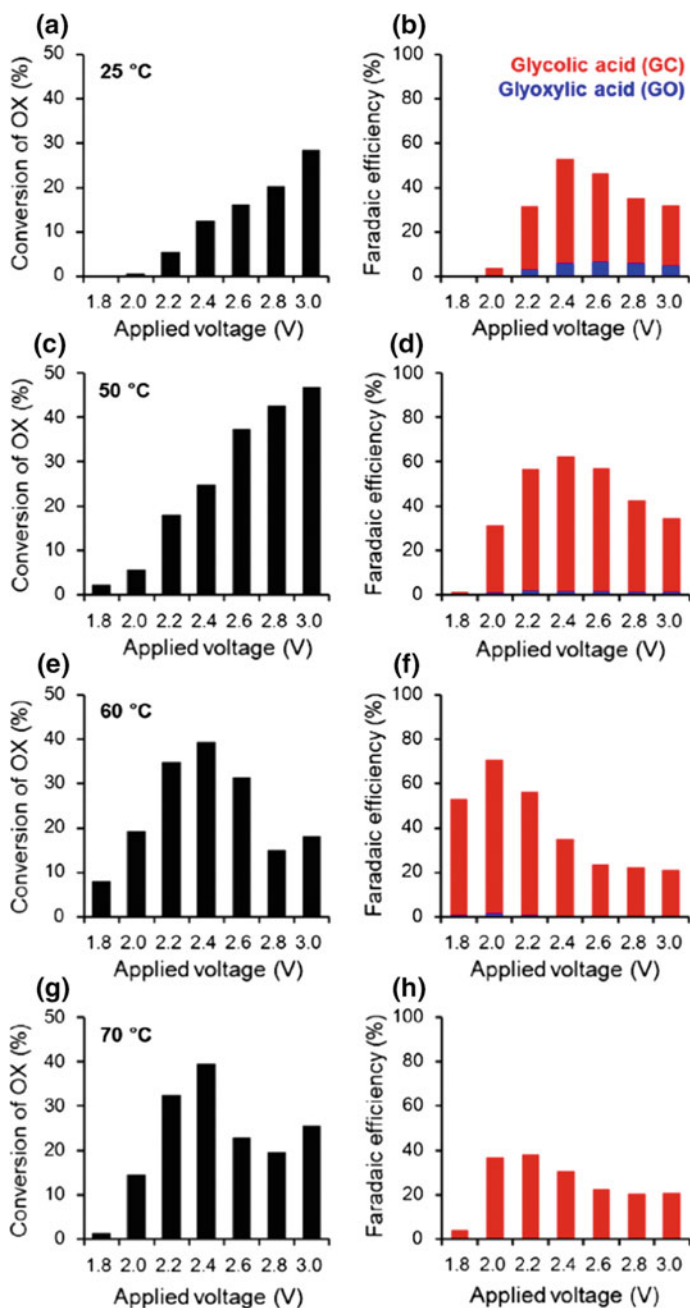 (a)
50
40
30
20
10
0
Conversion of OX (%)
25 °C
1.8 2.0 2.2 2.4 2.6 2.8 3.0
Applied voltage (V)
(b)
100
80
60
40
20
0
Faradaic efficiency (%)
Glycolic acid (GC)
Glyoxylic acid (GO)
1.8 2.0 2.2 2.4 2.6 2.8 3.0
Applied voltage (V)
(c)
50
40
30
20
10
0
Conversion of OX (%)
50 °C
1.8 2.0 2.2 2.4 2.6 2.8 3.0
Applied voltage (V)
(d)
100
80
60
40
20
0
Faradaic efficiency (%)
1.8 2.0 2.2 2.4 2.6 2.8 3.0
Applied voltage (V)
(e)
50
40
30
20
10
0
Conversion of OX (%)
60 °C
1.8 2.0 2.2 2.4 2.6 2.8 3.0
Applied voltage (V)
(f)
100
80
60
40
20
0
Faradaic efficiency (%)
1.8 2.0 2.2 2.4 2.6 2.8 3.0
Applied voltage (V)
(g)
50
40
30
20
10
0
Conversion of OX (%)
70 °C
1.8 2.0 2.2 2.4 2.6 2.8 3.0
Applied voltage (V)
(h)
100
80
60
40
20
0
Faradaic efficiency (%)
1.8 2.0 2.2 2.4 2.6 2.8 3.0
Applied voltage (V)